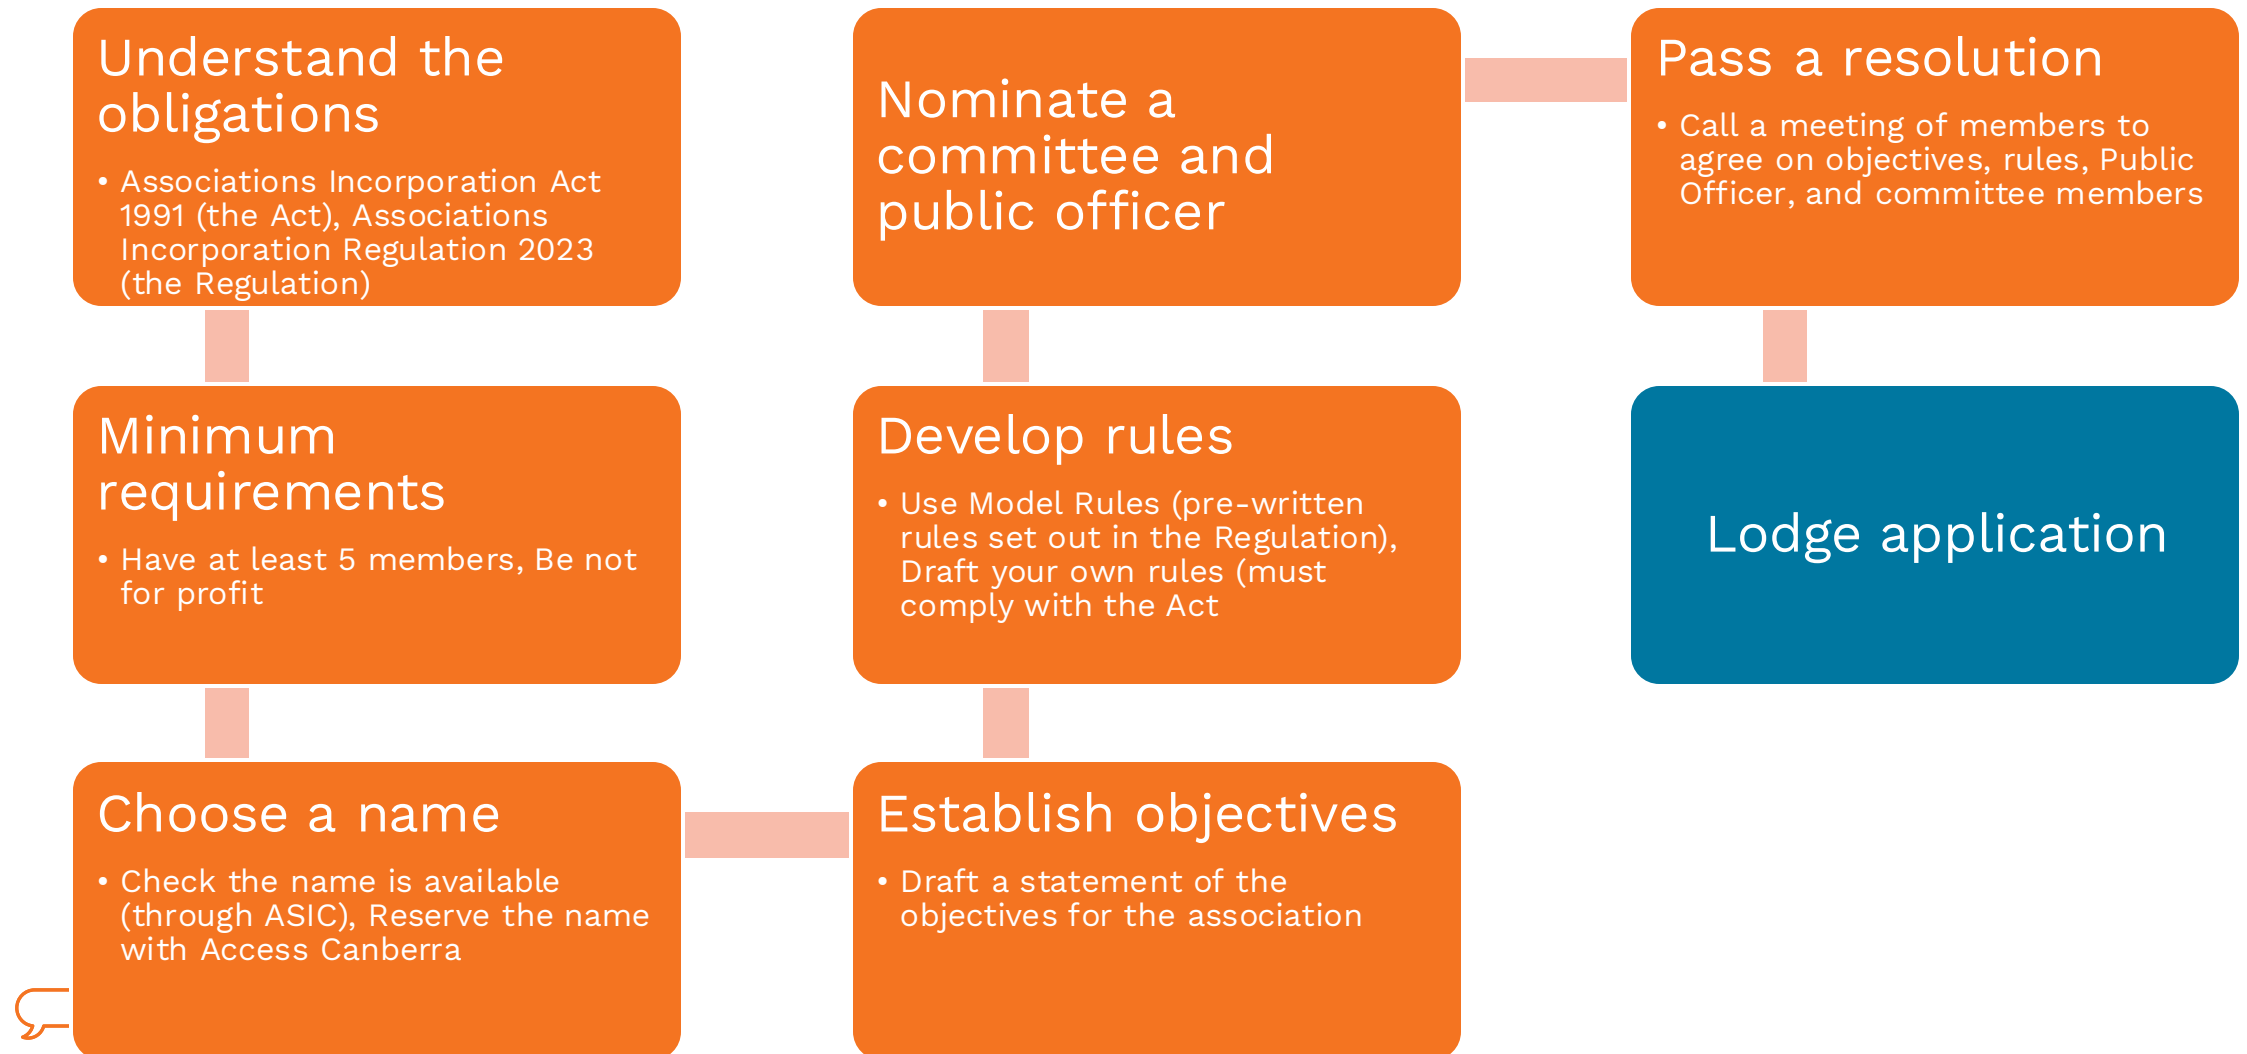 Understand the
obligations
• Associations Incorporation Act
1991 (the Act), Associations
Incorporation Regulation 2023
(the Regulation)
Minimum
requirements
• Have at least 5 members, Be not
for profit
Choose a name
• Check the name is available
(through ASIC), Reserve the name
with Access Canberra
Establish objectives
• Draft a statement of the
objectives for the association
Develop rules
• Use Model Rules (pre-written
rules set out in the Regulation),
Draft your own rules (must
comply with the Act
Nominate a
committee and
public officer
Pass a resolution
• Call a meeting of members to
agree on objectives, rules, Public
Officer, and committee members
Lodge application